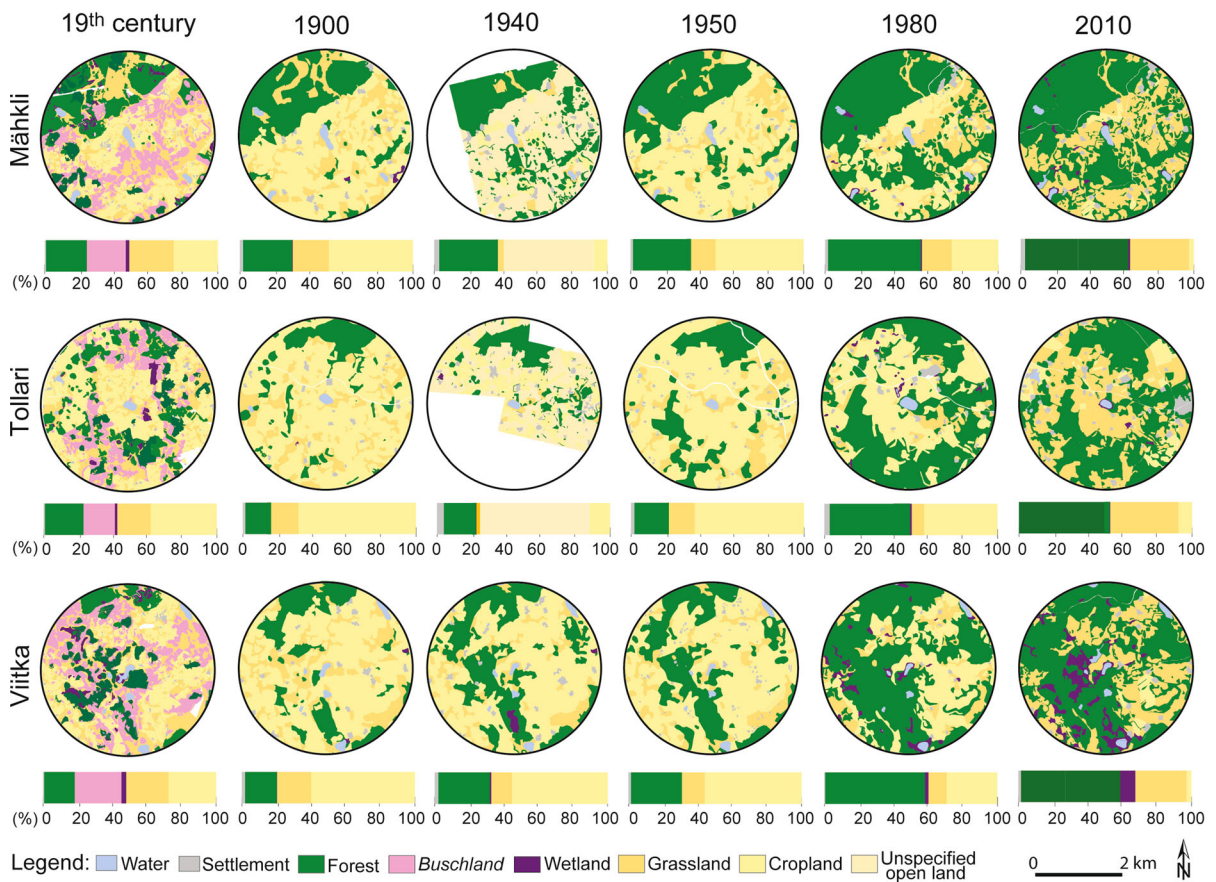 19th century 1900 1940 1950 1980 2010
Mähkli
(%) 0 20 40 60 80 100 0 20 40 60 80 100 0 20 40 60 80 100 0 20 40 60 80 100 0 20 40 60 80 100 0 20 40 60 80 100
Tollari
(%) 0 20 40 60 80 100 0 20 40 60 80 100 0 20 40 60 80 100 0 20 40 60 80 100 0 20 40 60 80 100 0 20 40 60 80 100
Viitka
(%) 0 20 40 60 80 100 0 20 40 60 80 100 0 20 40 60 80 100 0 20 40 60 80 100 0 20 40 60 80 100 0 20 40 60 80 100
Legend: Water Settlement Forest Buschland Wetland Grassland Cropland Unspecified open land 0 2 km N